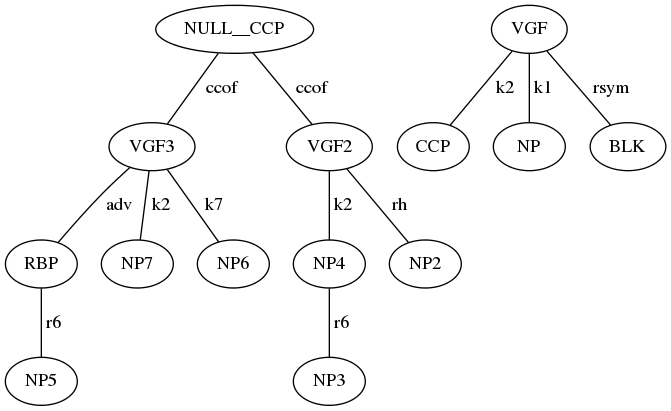 NULL__CCP VGF
ccof ccof k2 k1 rsym
VGF3 VGF2 CCP NP BLK
adv k2 k7 k2 rh
RBP NP7 NP6 NP4 NP2
r6 r6
NP5 NP3